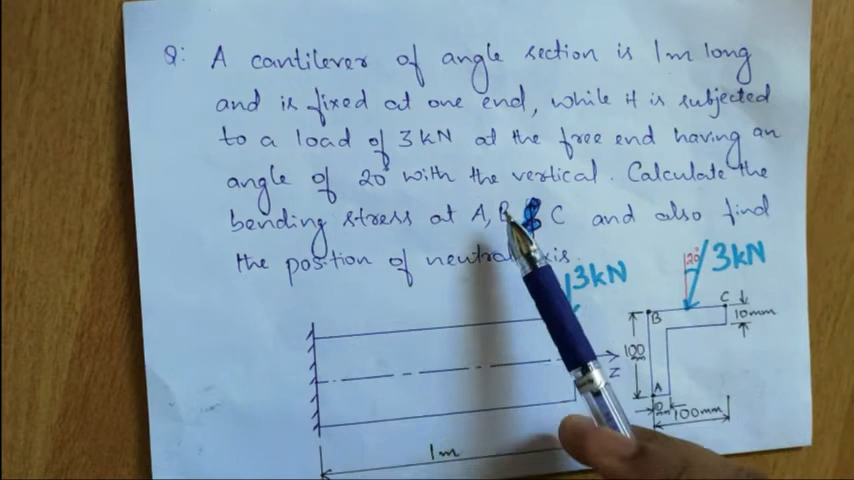 Q: A cantilever of angle section is 1m long
and is fixed at one end, while it is subjected
to a load of 3kN at the free end having an
angle of 20° with the vertical. Calculate the
bending stress at A, B & C and also find
the position of neutral axis.
3kN
20°
3kN
B
C
10mm
100
Z
A
100mm
1m